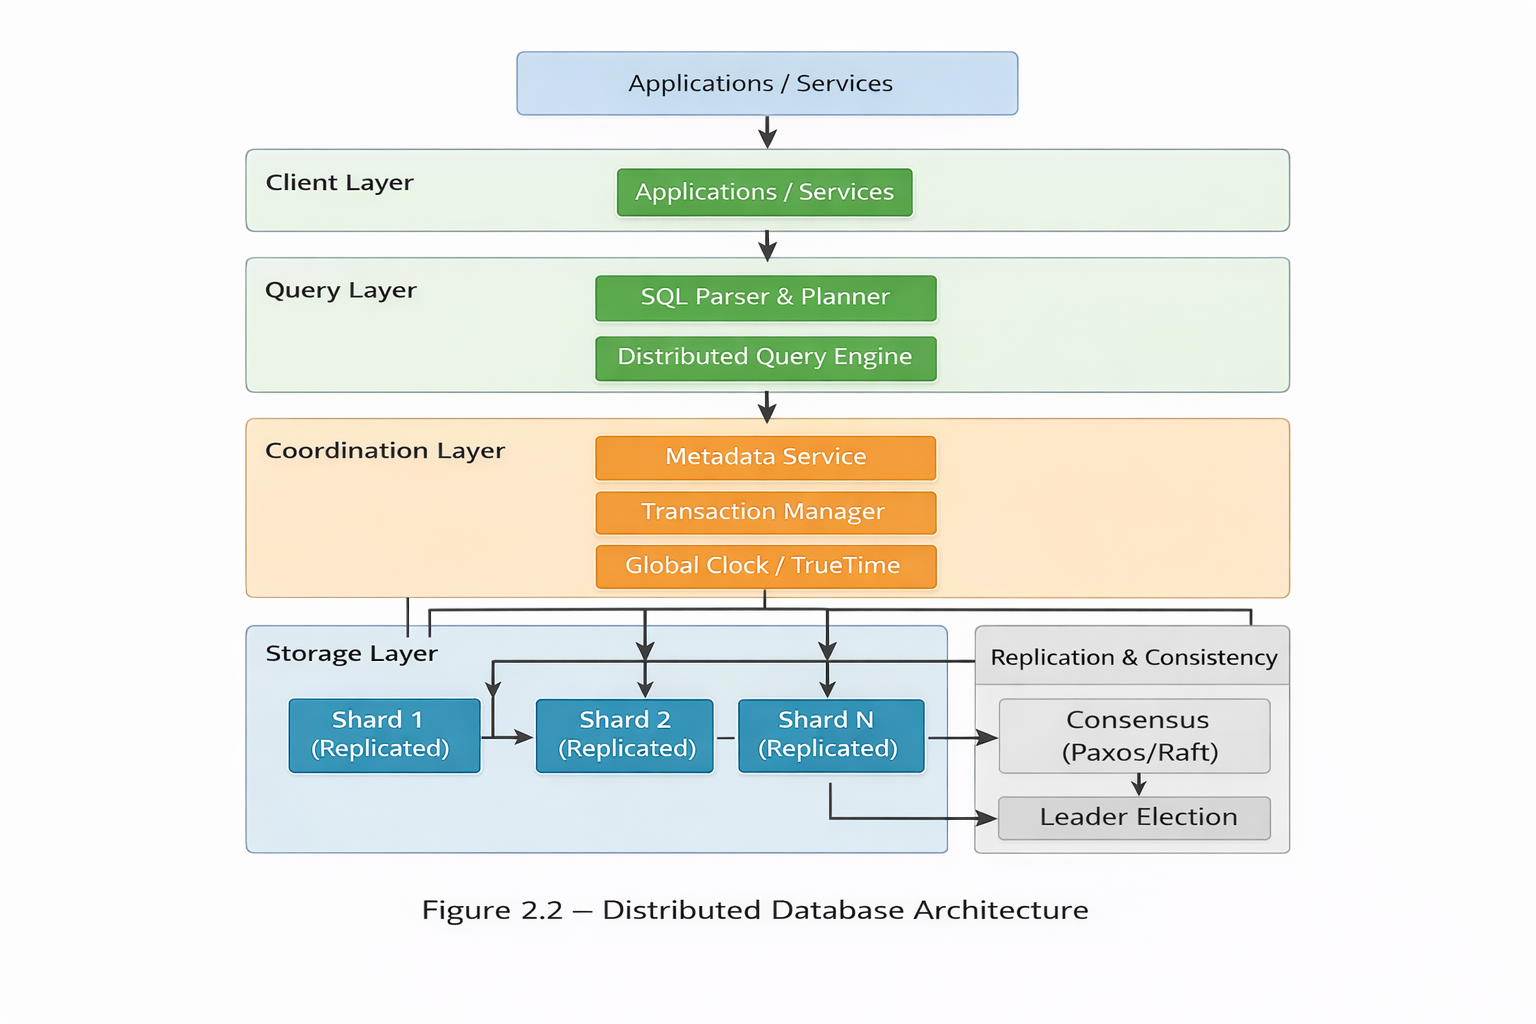 Applications / Services
Client Layer
Applications / Services
Query Layer
SQL Parser & Planner
Distributed Query Engine
Coordination Layer
Metadata Service
Transaction Manager
Global Clock / TrueTime
Storage Layer
Shard 1
(Replicated)
Shard 2
(Replicated)
Shard N
(Replicated)
Replication & Consistency
Consensus
(Paxos/Raft)
Leader Election
Figure 2.2 — Distributed Database Architecture